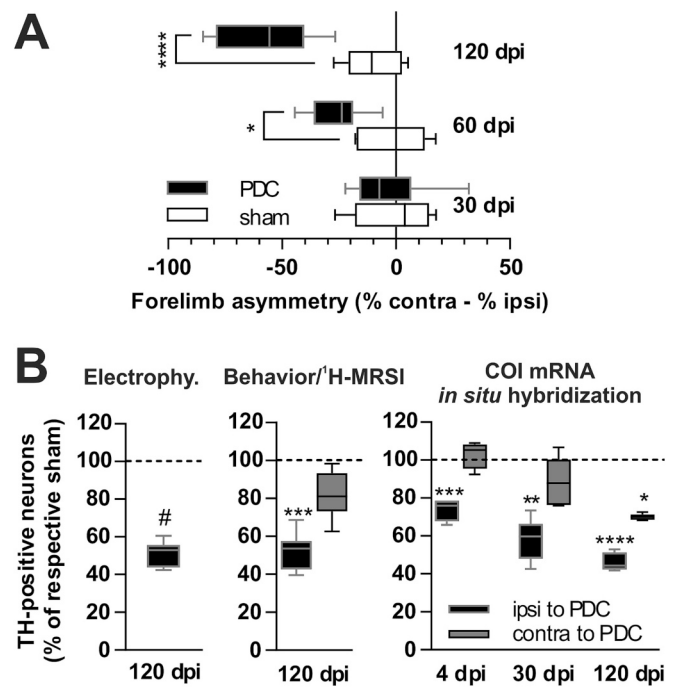 A
****
120 dpi
*
60 dpi
PDC
sham
30 dpi
-100 -50 0 50
Forelimb asymmetry (% contra - % ipsi)
B
Electrophy. Behavior/¹H-MRSI COI mRNA
in situ hybridization
TH-positive neurons
(% of respective sham)
120 120 120
100 100 100
80 80 80
60 60 60
40 40 40
20 20 20
0 0 0
#
***
***
**
****
*
ipsi to PDC
contra to PDC
120 dpi 120 dpi 4 dpi 30 dpi 120 dpi